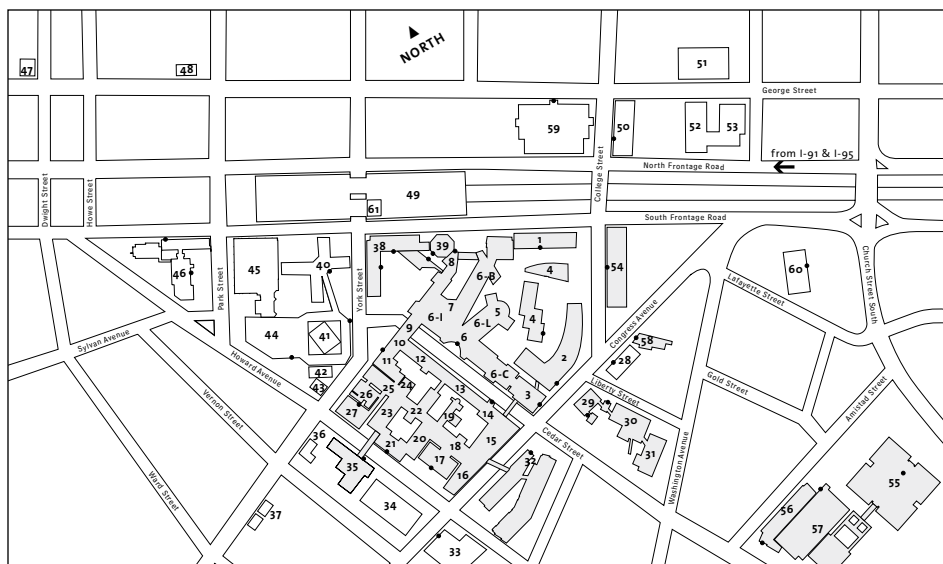 NORTH
47
48
51
George Street
59
50
52
53
from I-91 & I-95
North Frontage Road
College Street
Dwight Street
Howe Street
49
61
South Frontage Road
38
39
1
8
6-B
4
54
60
Lafayette Street
Church Street South
46
45
40
Park Street
York Street
7
6-I
5
6-L
4
44
41
9
6
10
Congress Avenue
58
28
2
Sylvan Avenue
Howard Avenue
42
43
11
12
6-C
3
Liberty Street
Gold Street
Amistad Street
Vernon Street
26
25
24
13
27
23
22
19
14
15
29
30
31
Cedar Street
Washington Avenue
36
35
21
20
18
17
16
32
55
Ward Street
34
37
33
56
57